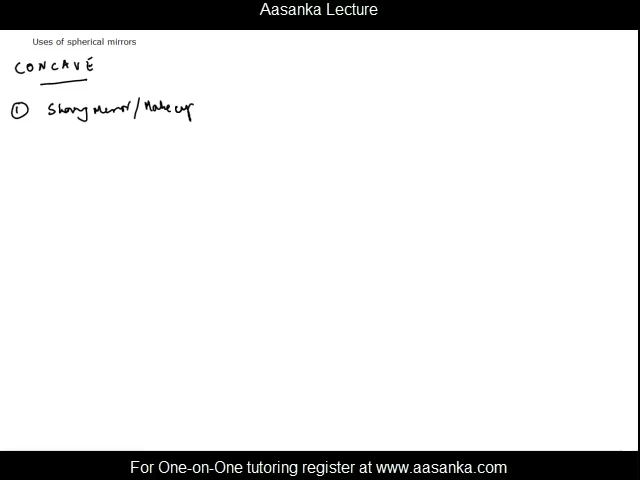 Aasanka Lecture
Uses of spherical mirrors
CONCAVE
① Shaving Mirror/Make up
For One-on-One tutoring register at www.aasanka.com